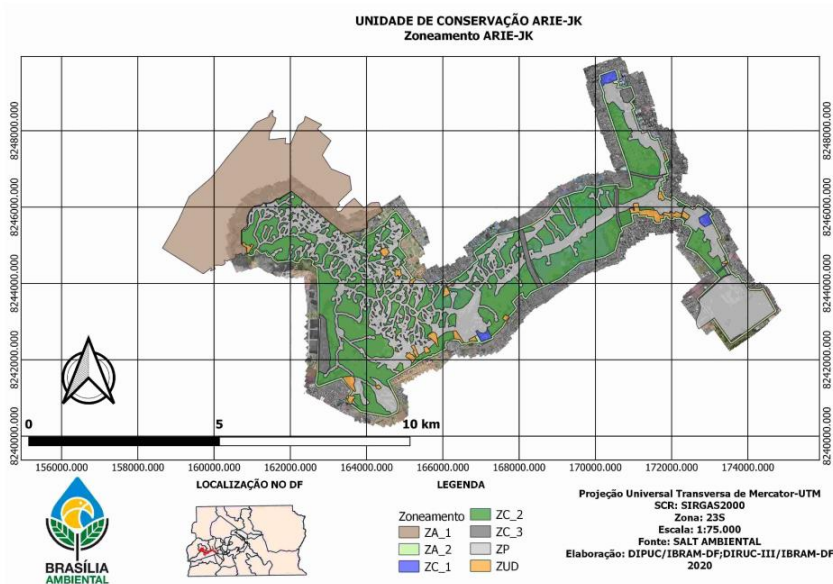 UNIDADE DE CONSERVAÇÃO ARIE-JK
Zoneamento ARIE-JK
8248000.000
8248000.000
8246000.000
8246000.000
8244000.000
8244000.000
8242000.000
8242000.000
8240000.000
8240000.000
0
5
10 km
156000.000
158000.000
160000.000
162000.000
164000.000
166000.000
168000.000
170000.000
172000.000
174000.000
BRASÍLIA
AMBIENTAL
LOCALIZAÇÃO NO DF
LEGENDA
Zoneamento
ZA_1
ZA_2
ZC_1
ZC_2
ZC_3
ZP
ZUD
Projeção Universal Transversa de Mercator-UTM
SCR: SIRGAS2000
Zona: 23S
Escala: 1:75.000
Fonte: SALT AMBIENTAL
Elaboração: DIPUC/IBRAM-DF;DIRUC-III/IBRAM-DF
2020